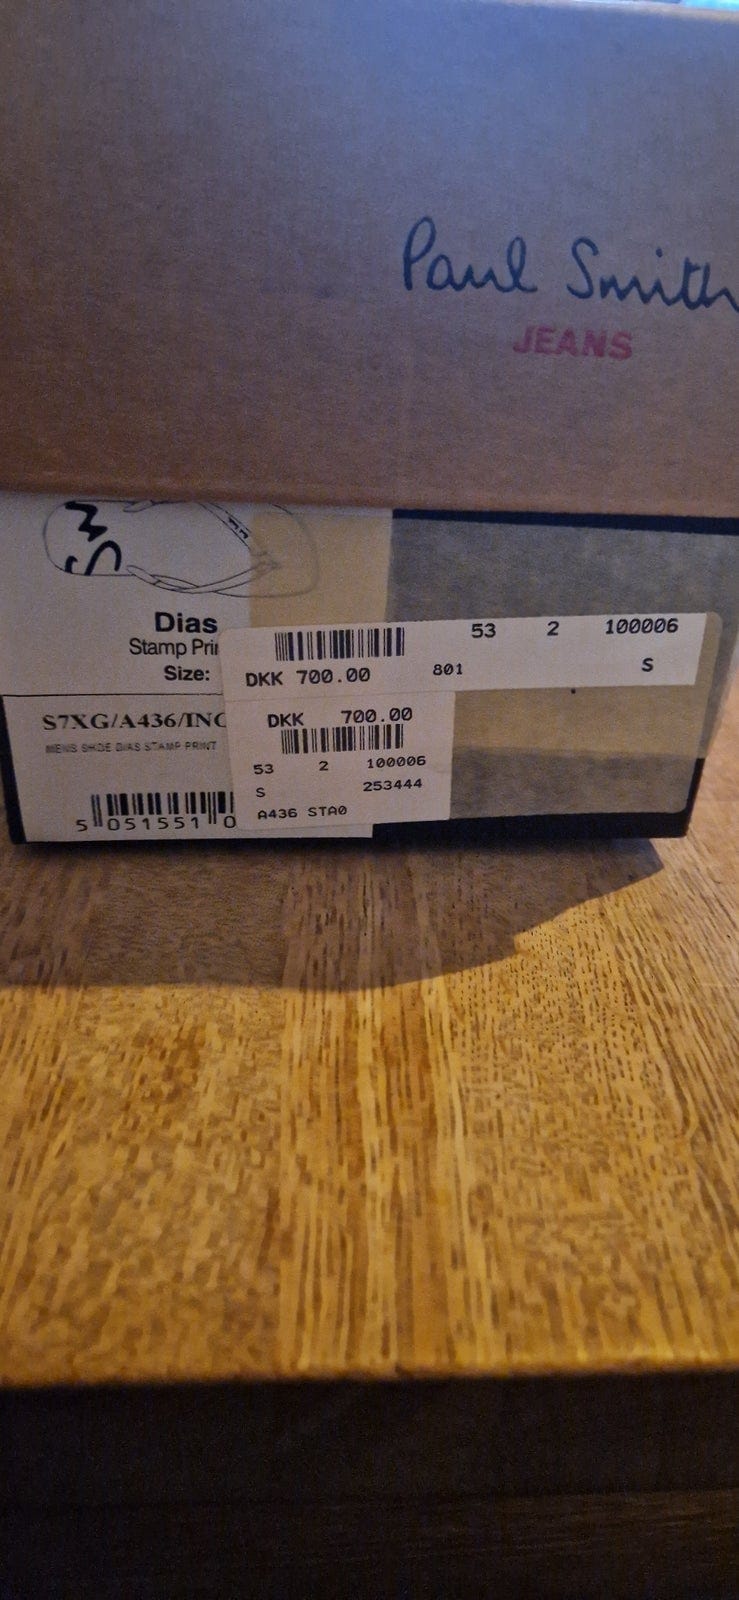 Paul Smith
JEANS
Dias
Stamp Prin
Size:
S7XG/A436/INC
MENS SHOE DIAS STAMP PRINT
5 051551 0
53 2 100006
DKK 700.00 801 S
DKK 700.00
53 2 100006
S 253444
A436 STA0